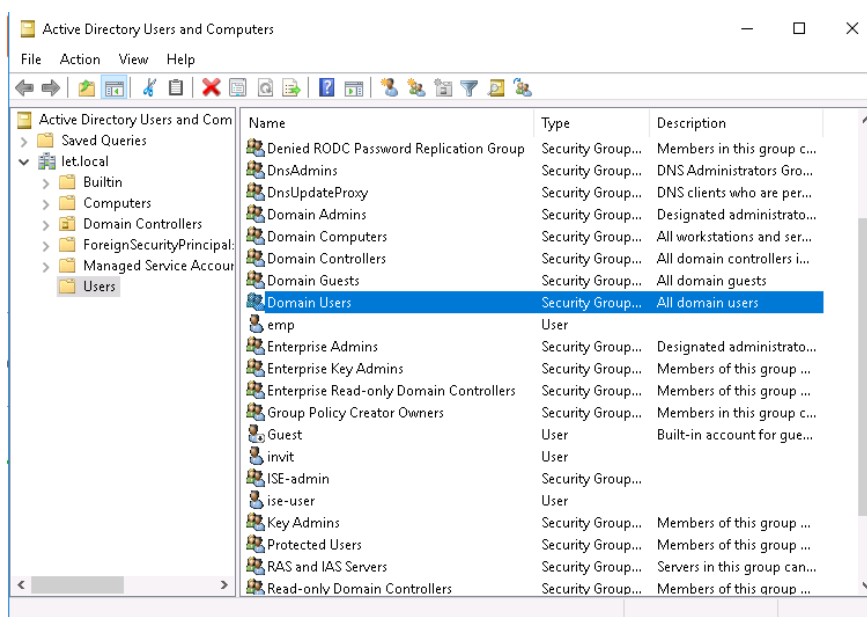 Active Directory Users and Computers
File Action View Help
Active Directory Users and Com
Saved Queries
let.local
Builtin
Computers
Domain Controllers
ForeignSecurityPrincipal:
Managed Service Accour
Users
Name Type Description
Denied RODC Password Replication Group Security Group... Members in this group c...
DnsAdmins Security Group... DNS Administrators Gro...
DnsUpdateProxy Security Group... DNS clients who are per...
Domain Admins Security Group... Designated administrato...
Domain Computers Security Group... All workstations and ser...
Domain Controllers Security Group... All domain controllers i...
Domain Guests Security Group... All domain guests
Domain Users Security Group... All domain users
emp User
Enterprise Admins Security Group... Designated administrato...
Enterprise Key Admins Security Group... Members of this group ...
Enterprise Read-only Domain Controllers Security Group... Members of this group ...
Group Policy Creator Owners Security Group... Members in this group c...
Guest User Built-in account for gue...
invit User
ISE-admin Security Group...
ise-user User
Key Admins Security Group... Members of this group ...
Protected Users Security Group... Members of this group ...
RAS and IAS Servers Security Group... Servers in this group can...
Read-only Domain Controllers Security Group... Members of this group ...